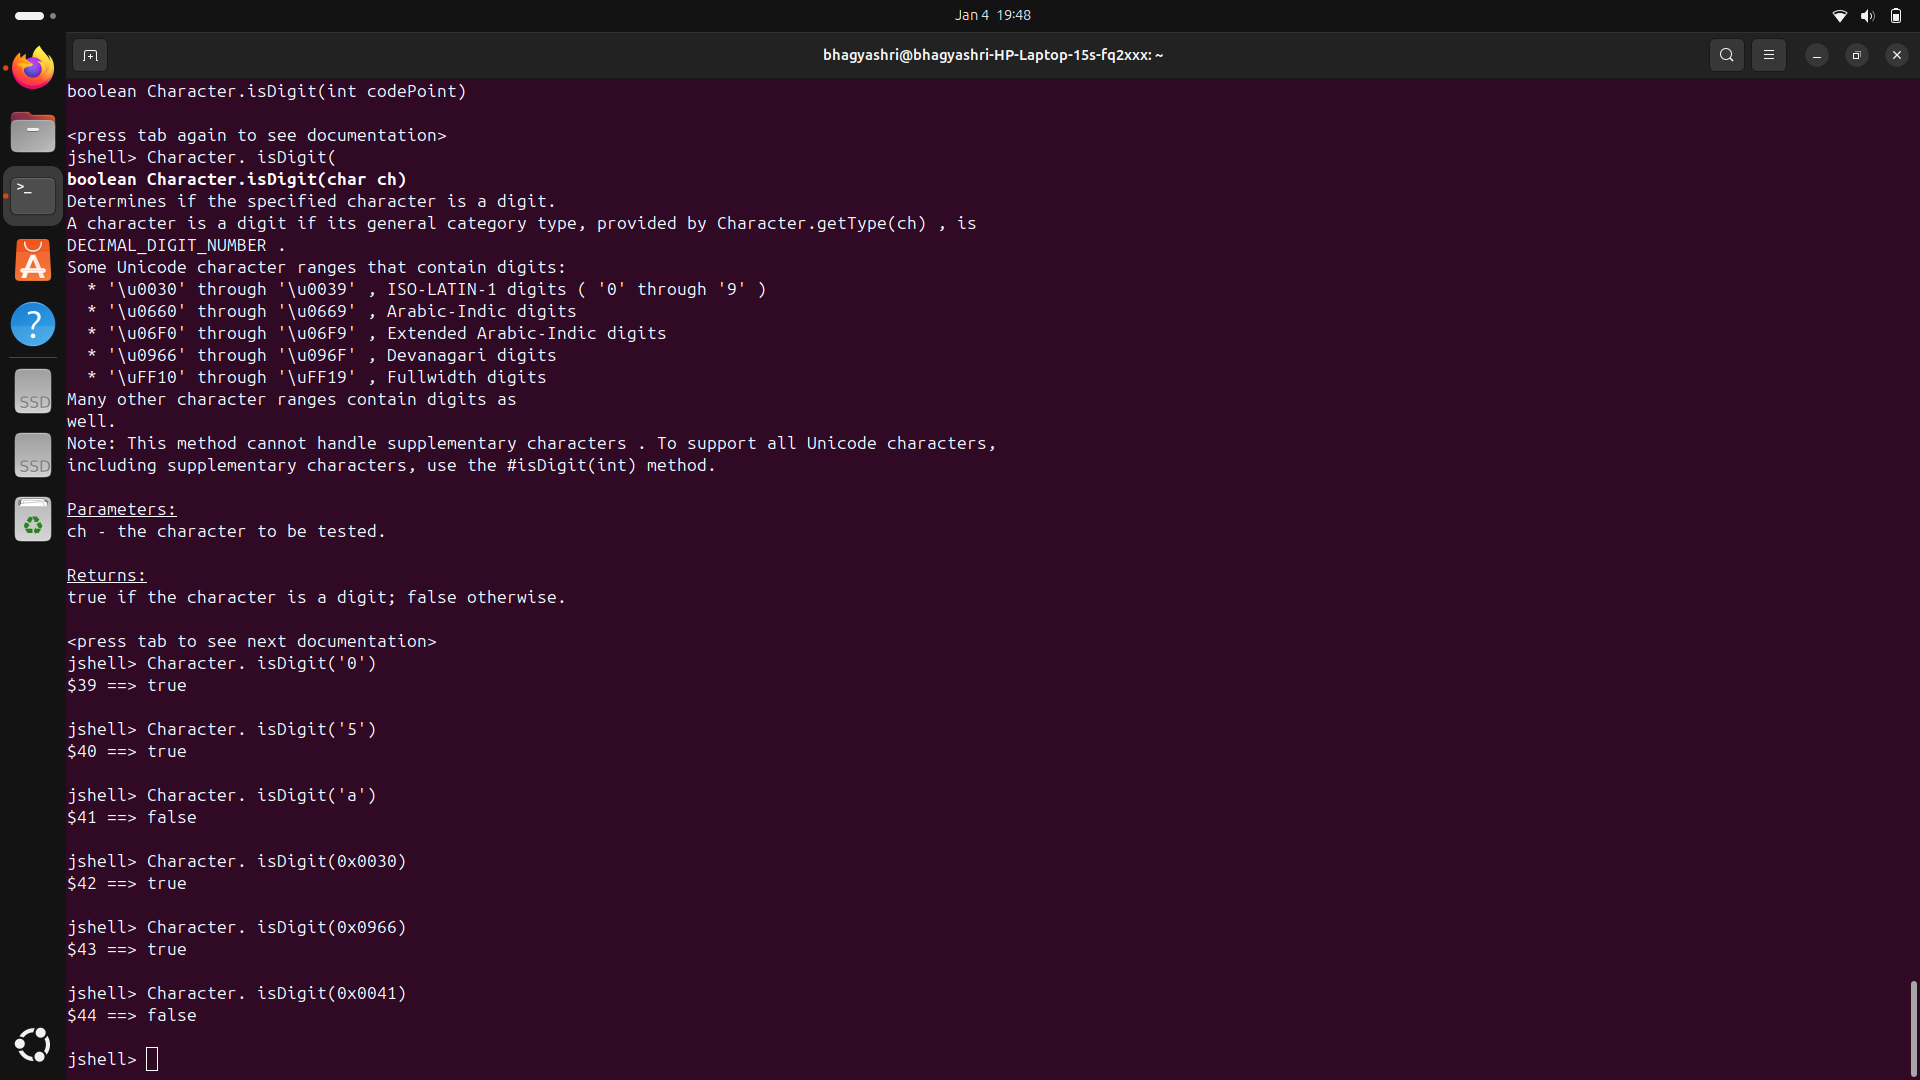 Jan 4 19:48
bhagyashri@bhagyashri-HP-Laptop-15s-fq2xxx: ~
boolean Character.isDigit(int codePoint)
<press tab again to see documentation>
jshell> Character. isDigit(
boolean Character.isDigit(char ch)
Determines if the specified character is a digit.
A character is a digit if its general category type, provided by Character.getType(ch) , is
DECIMAL_DIGIT_NUMBER .
Some Unicode character ranges that contain digits:
  * '\u0030' through '\u0039' , ISO-LATIN-1 digits ( '0' through '9' )
  * '\u0660' through '\u0669' , Arabic-Indic digits
  * '\u06F0' through '\u06F9' , Extended Arabic-Indic digits
  * '\u0966' through '\u096F' , Devanagari digits
  * '\uFF10' through '\uFF19' , Fullwidth digits
Many other character ranges contain digits as
well.
Note: This method cannot handle supplementary characters . To support all Unicode characters,
including supplementary characters, use the #isDigit(int) method.
Parameters:
ch - the character to be tested.
Returns:
true if the character is a digit; false otherwise.
<press tab to see next documentation>
jshell> Character. isDigit('0')
$39 ==> true
jshell> Character. isDigit('5')
$40 ==> true
jshell> Character. isDigit('a')
$41 ==> false
jshell> Character. isDigit(0x0030)
$42 ==> true
jshell> Character. isDigit(0x0966)
$43 ==> true
jshell> Character. isDigit(0x0041)
$44 ==> false
jshell>
>_
A
?
SSD
SSD